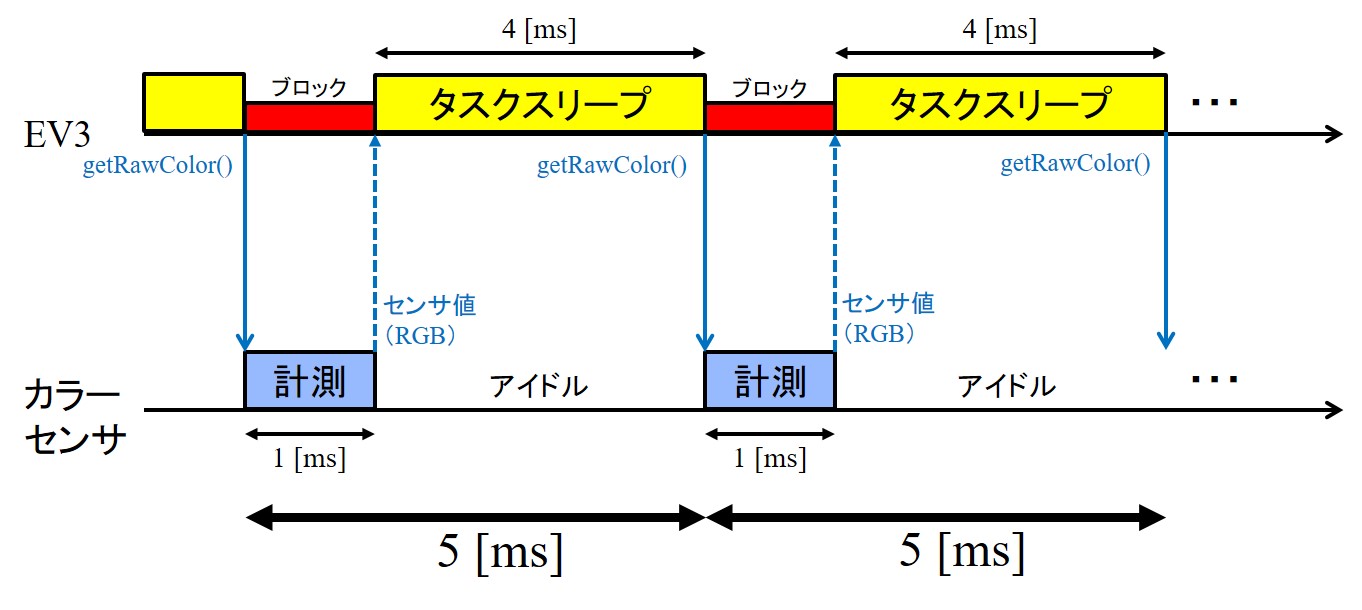 4 [ms]
4 [ms]
ブロック
タスクスリープ
ブロック
タスクスリープ
・・・
EV3
getRawColor()
getRawColor()
getRawColor()
センサ値
（RGB）
センサ値
（RGB）
計測
アイドル
計測
アイドル
・・・
カラー
センサ
1 [ms]
1 [ms]
5 [ms]
5 [ms]